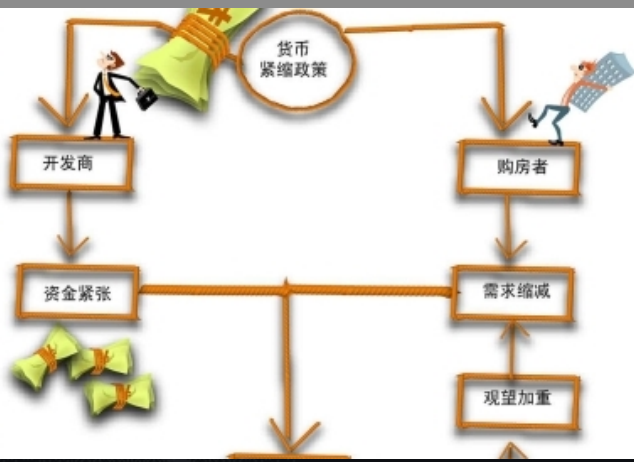 货币
紧缩政策
开发商
购房者
资金紧张
需求缩减
观望加重